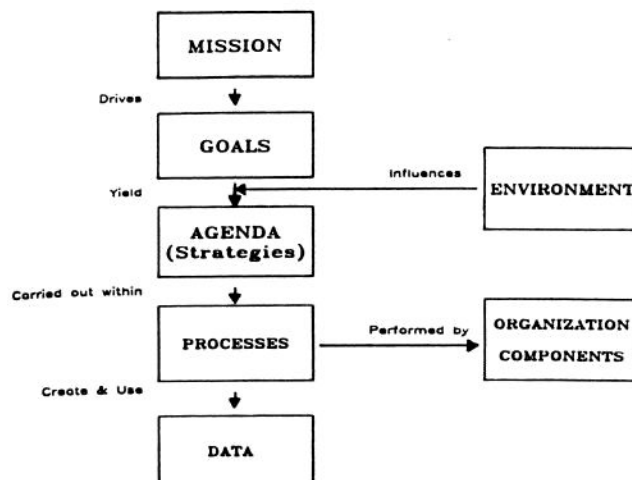 MISSION
Drives
GOALS
Influences
Yield
ENVIRONMENT
AGENDA
(Strategies)
Carried out within
PROCESSES
Performed by
ORGANIZATION
COMPONENTS
Create & Use
DATA